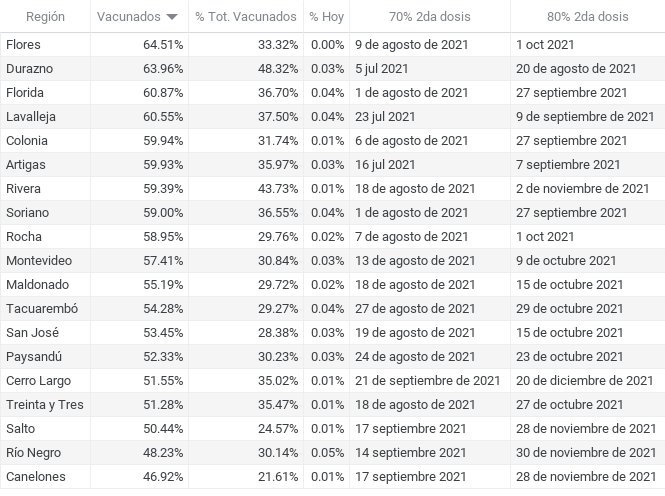 Región Vacunados % Tot. Vacunados % Hoy 70% 2da dosis 80% 2da dosis
Flores 64.51% 33.32% 0.00% 9 de agosto de 2021 1 oct 2021
Durazno 63.96% 48.32% 0.03% 5 jul 2021 20 de agosto de 2021
Florida 60.87% 36.70% 0.04% 1 de agosto de 2021 27 septiembre 2021
Lavalleja 60.55% 37.50% 0.04% 23 jul 2021 9 de septiembre de 2021
Colonia 59.94% 31.74% 0.01% 6 de agosto de 2021 27 septiembre 2021
Artigas 59.93% 35.97% 0.03% 16 jul 2021 7 septiembre 2021
Rivera 59.39% 43.73% 0.01% 18 de agosto de 2021 2 de noviembre de 2021
Soriano 59.00% 36.55% 0.04% 1 de agosto de 2021 27 septiembre 2021
Rocha 58.95% 29.76% 0.02% 7 de agosto de 2021 1 oct 2021
Montevideo 57.41% 30.84% 0.03% 13 de agosto de 2021 9 de octubre 2021
Maldonado 55.19% 29.72% 0.02% 18 de agosto de 2021 15 de octubre 2021
Tacuarembó 54.28% 29.27% 0.04% 27 de agosto de 2021 29 de octubre 2021
San José 53.45% 28.38% 0.03% 19 de agosto de 2021 15 de octubre 2021
Paysandú 52.33% 30.23% 0.03% 24 de agosto de 2021 23 de octubre 2021
Cerro Largo 51.55% 35.02% 0.01% 21 de septiembre de 2021 20 de diciembre de 2021
Treinta y Tres 51.28% 35.47% 0.01% 18 de agosto de 2021 27 de octubre 2021
Salto 50.44% 24.57% 0.01% 17 septiembre 2021 28 de noviembre de 2021
Río Negro 48.23% 30.14% 0.05% 14 septiembre 2021 30 de noviembre de 2021
Canelones 46.92% 21.61% 0.01% 17 septiembre 2021 28 de noviembre de 2021